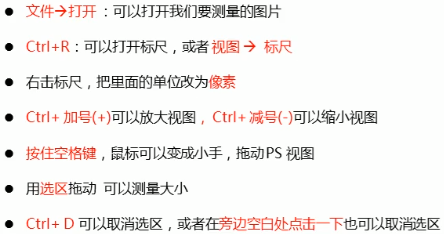 ● 文件→打开：可以打开我们要测量的图片
● Ctrl+R：可以打开标尺，或者 视图→ 标尺
● 右击标尺，把里面的单位改为像素
● Ctrl+ 加号(+)可以放大视图，Ctrl+ 减号(-)可以缩小视图
● 按住空格键，鼠标可以变成小手，拖动 PS 视图
● 用选区拖动 可以测量大小
● Ctrl+ D 可以取消选区，或者在旁边空白处点击一下也可以取消选区